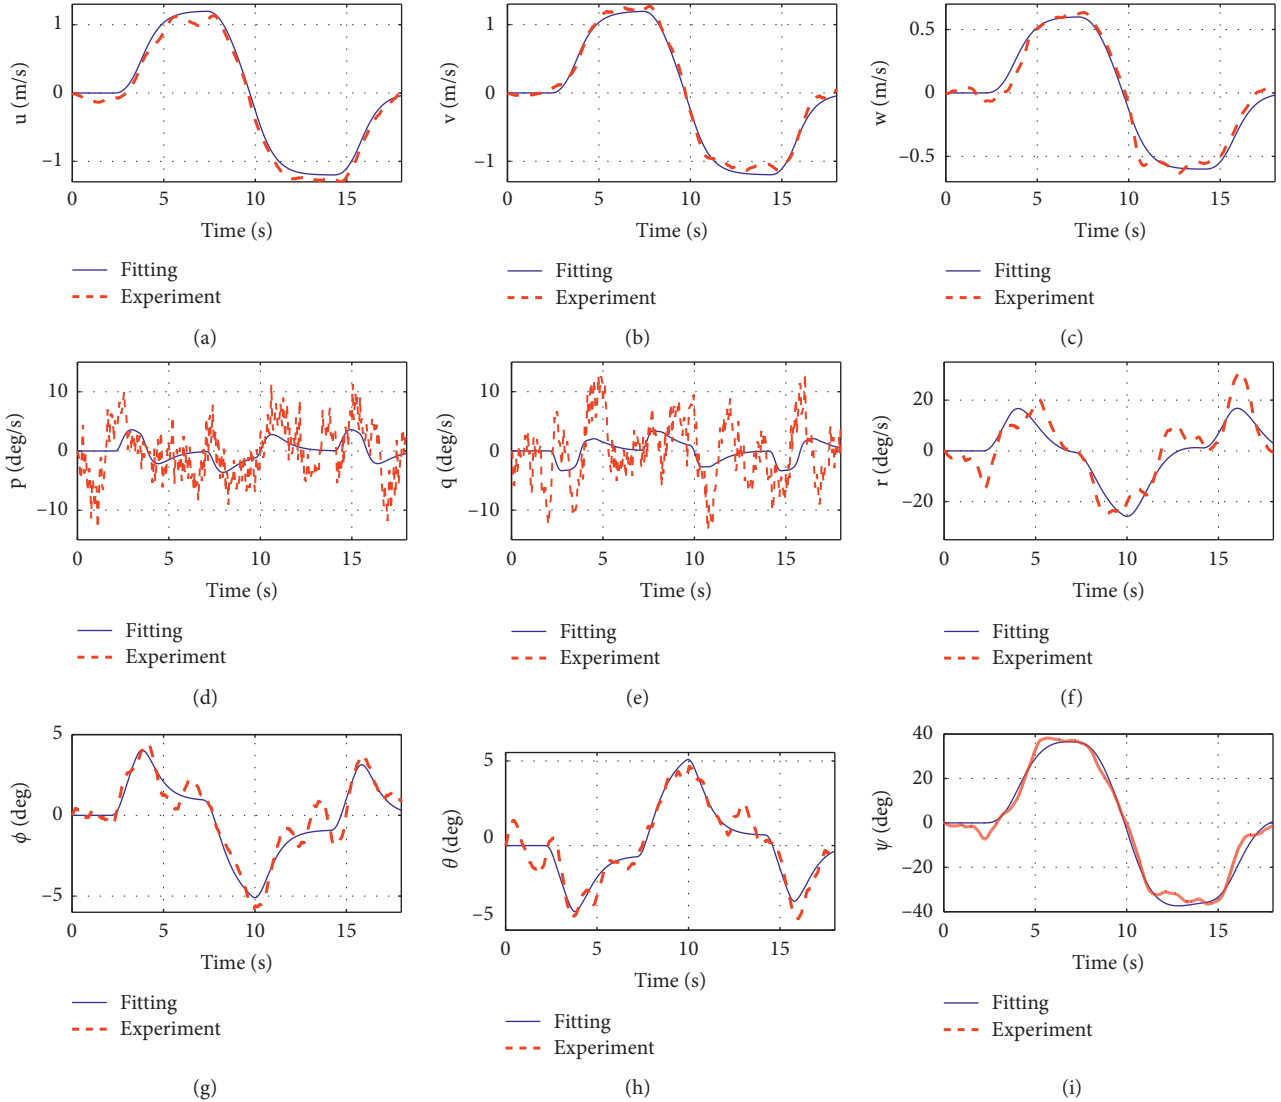 1
0
−1
u (m/s)
0 5 10 15
Time (s)
Fitting
Experiment
(a)
1
0
−1
v (m/s)
0 5 10 15
Time (s)
Fitting
Experiment
(b)
0.5
0
−0.5
w (m/s)
0 5 10 15
Time (s)
Fitting
Experiment
(c)
10
0
−10
p (deg/s)
0 5 10 15
Time (s)
Fitting
Experiment
(d)
10
0
−10
q (deg/s)
0 5 10 15
Time (s)
Fitting
Experiment
(e)
20
0
−20
r (deg/s)
0 5 10 15
Time (s)
Fitting
Experiment
(f)
5
0
−5
ϕ (deg)
0 5 10 15
Time (s)
Fitting
Experiment
(g)
5
0
−5
θ (deg)
0 5 10 15
Time (s)
Fitting
Experiment
(h)
40
20
0
−20
−40
ψ (deg)
0 5 10 15
Time (s)
Fitting
Experiment
(i)